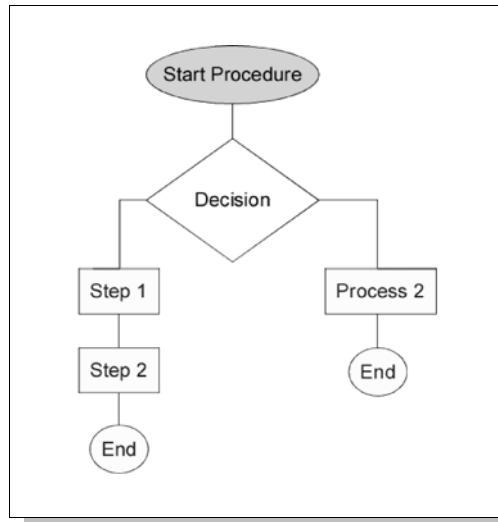 Start Procedure
Decision
Step 1
Process 2
Step 2
End
End